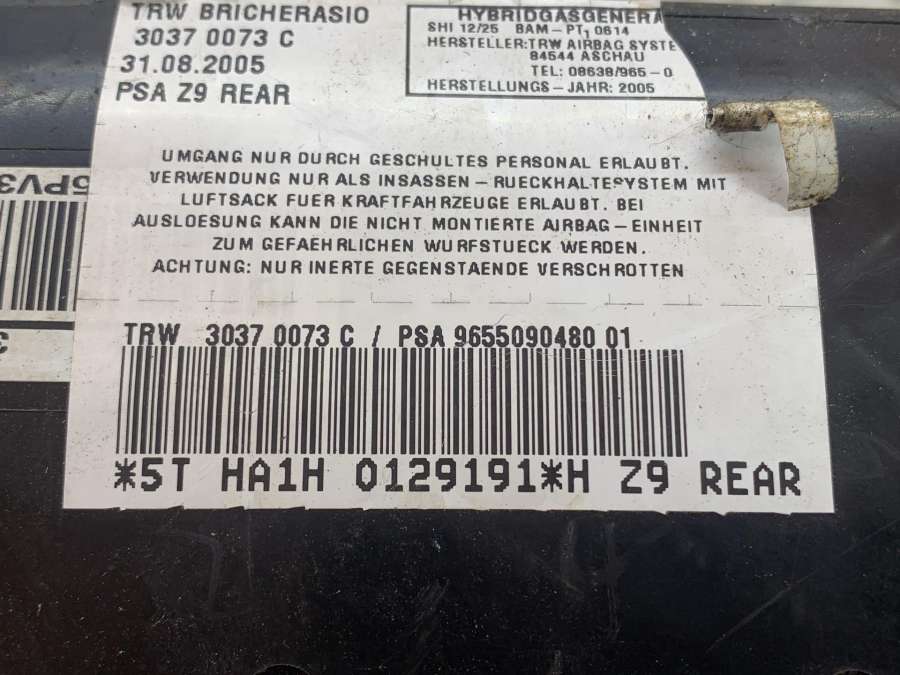 TRW BRICHERASIO
3037 0073 C
31.08.2005
PSA Z9 REAR
HYBRIDGASGENERA
SHI 12/25 BAM-PT1 0614
HERSTELLER:TRW AIRBAG SYSTE
84544 ASCHAU
TEL: 08638/965-0
HERSTELLUNGS-JAHR: 2005
UMGANG NUR DURCH GESCHULTES PERSONAL ERLAUBT.
VERWENDUNG NUR ALS INSASSEN-RUECKHALTESYSTEM MIT
LUFTSACK FUER KRAFTFAHRZEUGE ERLAUBT. BEI
AUSLOESUNG KANN DIE NICHT MONTIERTE AIRBAG-EINHEIT
ZUM GEFAEHRLICHEN WURFSTUECK WERDEN.
ACHTUNG: NUR INERTE GEGENSTAENDE VERSCHROTTEN
5PV3
TRW 3037 0073 C / PSA 9655090480 01
*5T HA1H 0129191*H Z9 REAR